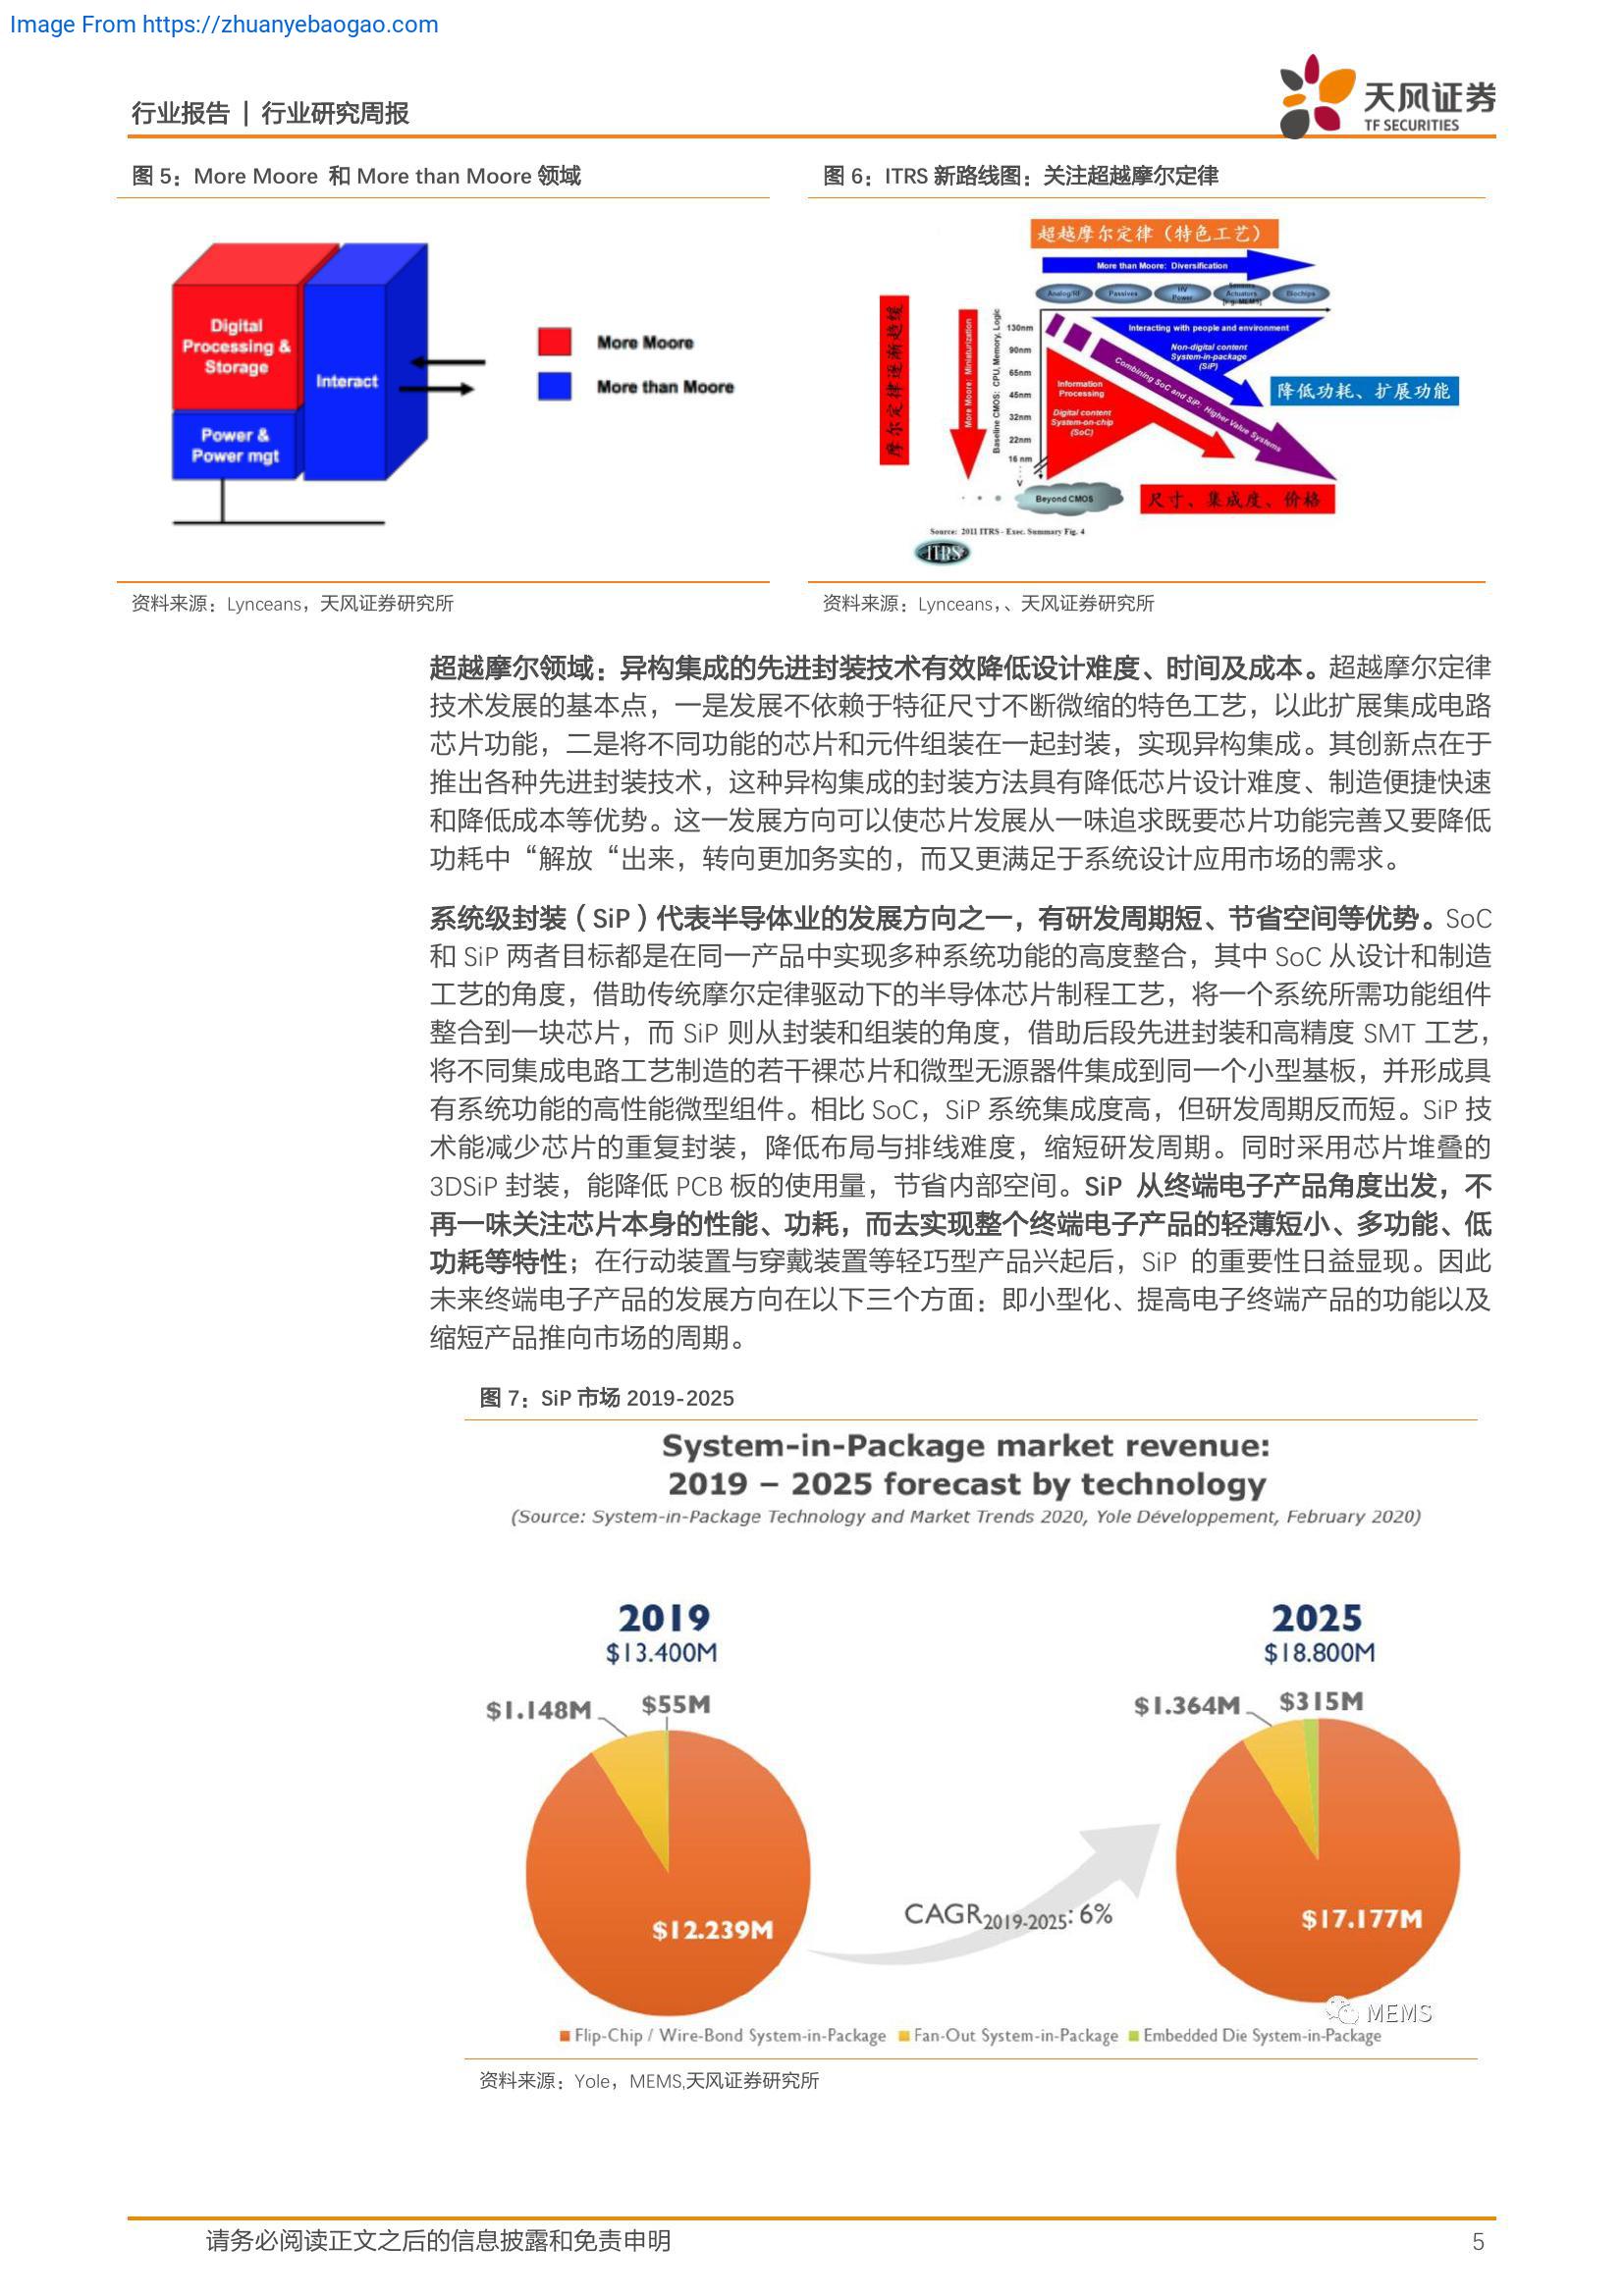 Image From https://zhuanyebaogao.com
行业报告 | 行业研究周报
天风证券
TF SECURITIES
图 5：More Moore 和 More than Moore 领域
Digital
Processing &
Storage
Interact
Power &
Power mgt
More Moore
More than Moore
资料来源：Lynceans，天风证券研究所
图 6：ITRS 新路线图：关注超越摩尔定律
超越摩尔定律（特色工艺）
More than Moore: Diversification
Analog/RF
Passives
HV
Power
Actuators
Biochips
摩尔定律逐渐趋缓
More Moore: Miniaturization
Baseline CMOS: CPU, Memory, Logic
130nm
90nm
65nm
45nm
32nm
22nm
16 nm
V
Interacting with people and environment
Non-digital content
System-in-package
(SiP)
Combining SoC and SiP: Higher Value Systems
Information
Processing
Digital content
System-on-chip
(SoC)
降低功耗、扩展功能
Beyond CMOS
尺寸、集成度、价格
Source: 2011 ITRS - Exec. Summary Fig. 4
ITRS
资料来源：Lynceans，、天风证券研究所
超越摩尔领域：异构集成的先进封装技术有效降低设计难度、时间及成本。超越摩尔定律
技术发展的基本点，一是发展不依赖于特征尺寸不断微缩的特色工艺，以此扩展集成电路
芯片功能，二是将不同功能的芯片和元件组装在一起封装，实现异构集成。其创新点在于
推出各种先进封装技术，这种异构集成的封装方法具有降低芯片设计难度、制造便捷快速
和降低成本等优势。这一发展方向可以使芯片发展从一味追求既要芯片功能完善又要降低
功耗中“解放“出来，转向更加务实的，而又更满足于系统设计应用市场的需求。
系统级封装（SiP）代表半导体业的发展方向之一，有研发周期短、节省空间等优势。SoC
和 SiP 两者目标都是在同一产品中实现多种系统功能的高度整合，其中 SoC 从设计和制造
工艺的角度，借助传统摩尔定律驱动下的半导体芯片制程工艺，将一个系统所需功能组件
整合到一块芯片，而 SiP 则从封装和组装的角度，借助后段先进封装和高精度 SMT 工艺，
将不同集成电路工艺制造的若干裸芯片和微型无源器件集成到同一个小型基板，并形成具
有系统功能的高性能微型组件。相比 SoC，SiP 系统集成度高，但研发周期反而短。SiP 技
术能减少芯片的重复封装，降低布局与排线难度，缩短研发周期。同时采用芯片堆叠的
3DSiP 封装，能降低 PCB 板的使用量，节省内部空间。SiP 从终端电子产品角度出发，不
再一味关注芯片本身的性能、功耗，而去实现整个终端电子产品的轻薄短小、多功能、低
功耗等特性；在行动装置与穿戴装置等轻巧型产品兴起后，SiP 的重要性日益显现。因此
未来终端电子产品的发展方向在以下三个方面：即小型化、提高电子终端产品的功能以及
缩短产品推向市场的周期。
图 7：SiP 市场 2019-2025
System-in-Package market revenue:
2019 – 2025 forecast by technology
(Source: System-in-Package Technology and Market Trends 2020, Yole Développement, February 2020)
2019
$13.400M
$1.148M
$55M
$12.239M
CAGR2019-2025: 6%
2025
$18.800M
$1.364M
$315M
$17.177M
MEMS
Flip-Chip / Wire-Bond System-in-Package
Fan-Out System-in-Package
Embedded Die System-in-Package
资料来源：Yole，MEMS,天风证券研究所
请务必阅读正文之后的信息披露和免责申明
5